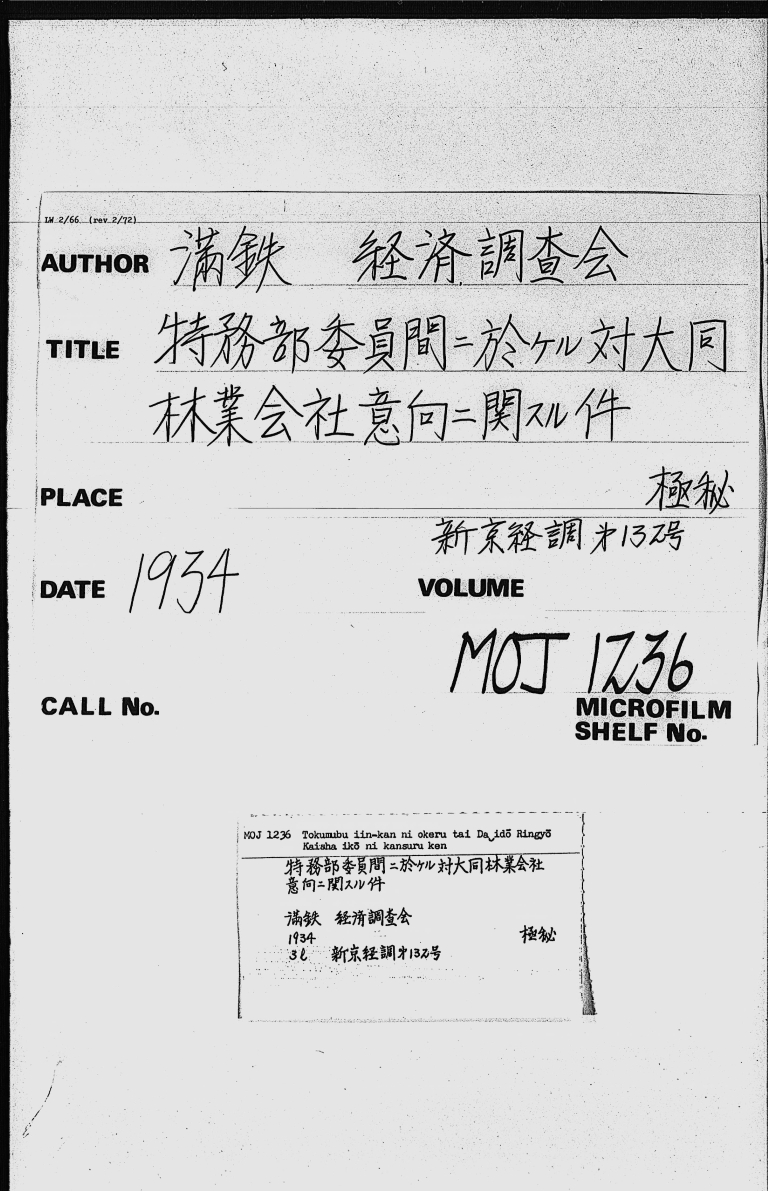 LW 2/66 (rev 2/72)
AUTHOR 満鉄 経済調査会
TITLE 特務部委員間ニ於ケル対大同
林業会社意向ニ関スル件
PLACE 極秘
新京経調才132号
DATE 1934 VOLUME
MOJ 1236
CALL No. MICROFILM
SHELF No.
MOJ 1236 Tokumubu iin-kan ni okeru tai Daidō Ringyō
Kaisha ikō ni kansuru ken
特務部委員間ニ於ケル対大同林業会社
意向ニ関スル件
満鉄 経済調査会
1934 極秘
3ℓ 新京経調才132号